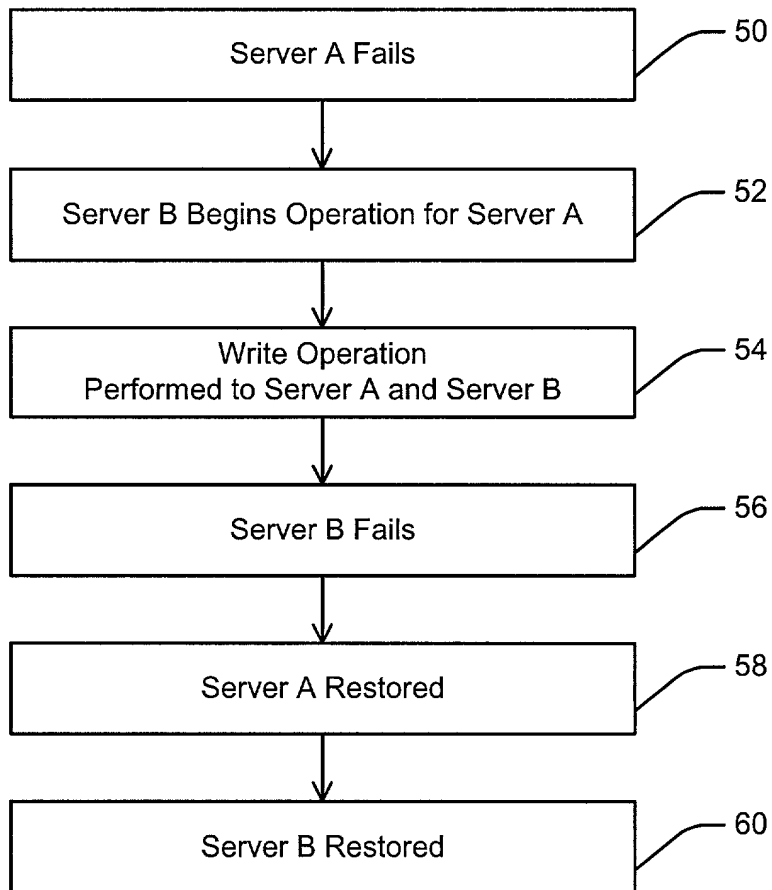 Server A Fails
50
Server B Begins Operation for Server A
52
Write Operation
Performed to Server A and Server B
54
Server B Fails
56
Server A Restored
58
Server B Restored
60